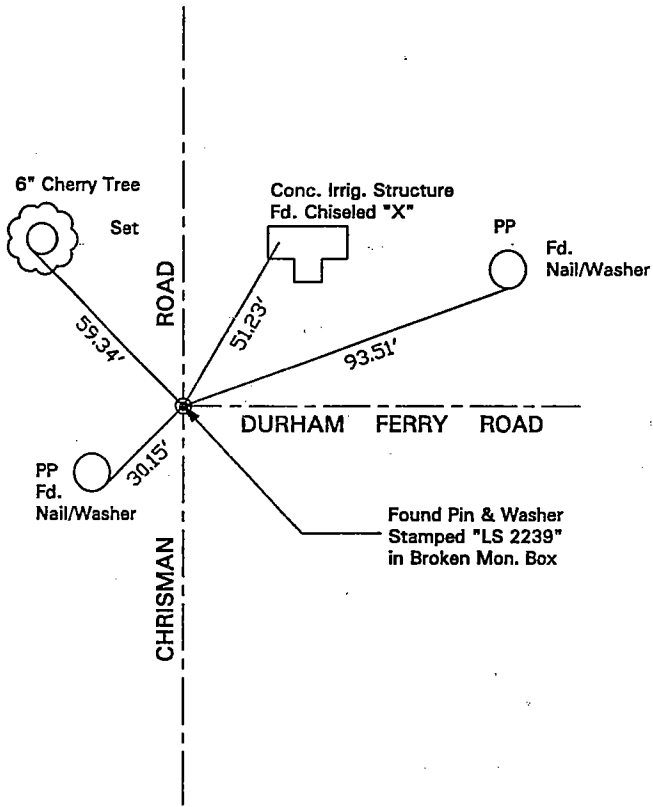 6" Cherry Tree
Set
Conc. Irrig. Structure
Fd. Chiseled "X"
PP
Fd.
Nail/Washer
ROAD
59.34'
51.23'
93.51'
DURHAM FERRY ROAD
30.15'
PP
Fd.
Nail/Washer
Found Pin & Washer
Stamped "LS 2239"
in Broken Mon. Box
CHRISMAN